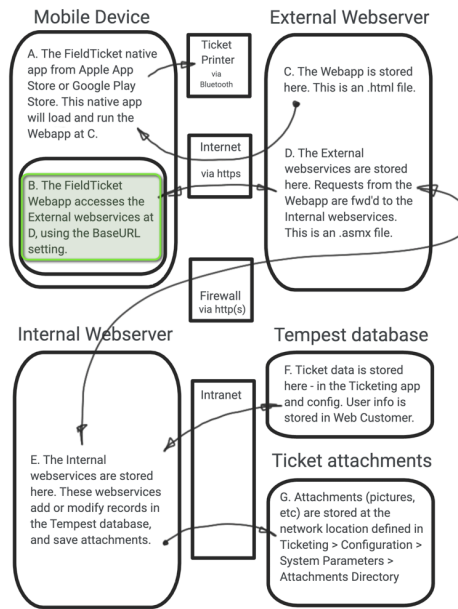 Mobile Device
External Webserver
A. The FieldTicket native
app from Apple App
Store or Google Play
Store. This native app
will load and run the
Webapp at C.
Ticket
Printer
via
Bluetooth
C. The Webapp is stored
here. This is an .html file.
Internet
via https
B. The FieldTicket
Webapp accesses the
External webservices at
D, using the BaseURL
setting.
D. The External
webservices are stored
here. Requests from the
Webapp are fwd'd to the
Internal webservices.
This is an .asmx file.
Firewall
via http(s)
Internal Webserver
Tempest database
Intranet
F. Ticket data is stored
here - in the Ticketing app
and config. User info is
stored in Web Customer.
E. The Internal
webservices are stored
here. These webservices
add or modify records in
the Tempest database,
and save attachments.
Ticket attachments
G. Attachments (pictures,
etc) are stored at the
network location defined in
Ticketing > Configuration >
System Parameters >
Attachments Directory